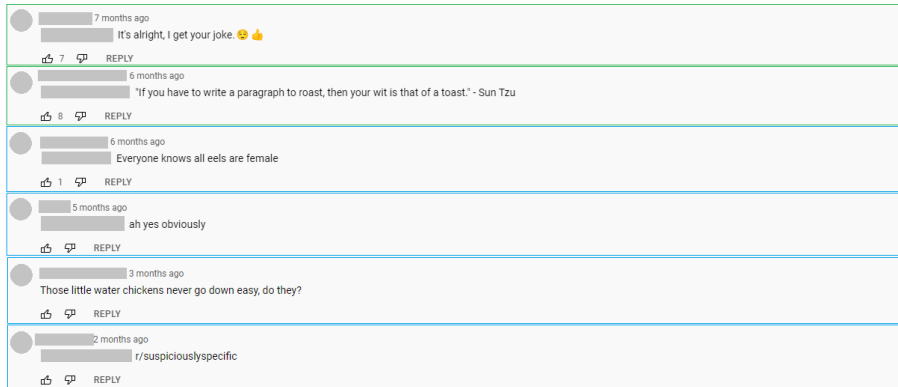 7 months ago
It's alright, I get your joke.😌👍
7 REPLY
6 months ago
"If you have to write a paragraph to roast, then your wit is that of a toast." - Sun Tzu
8 REPLY
6 months ago
Everyone knows all eels are female
1 REPLY
5 months ago
ah yes obviously
REPLY
3 months ago
Those little water chickens never go down easy, do they?
REPLY
2 months ago
r/suspiciouslyspecific
REPLY